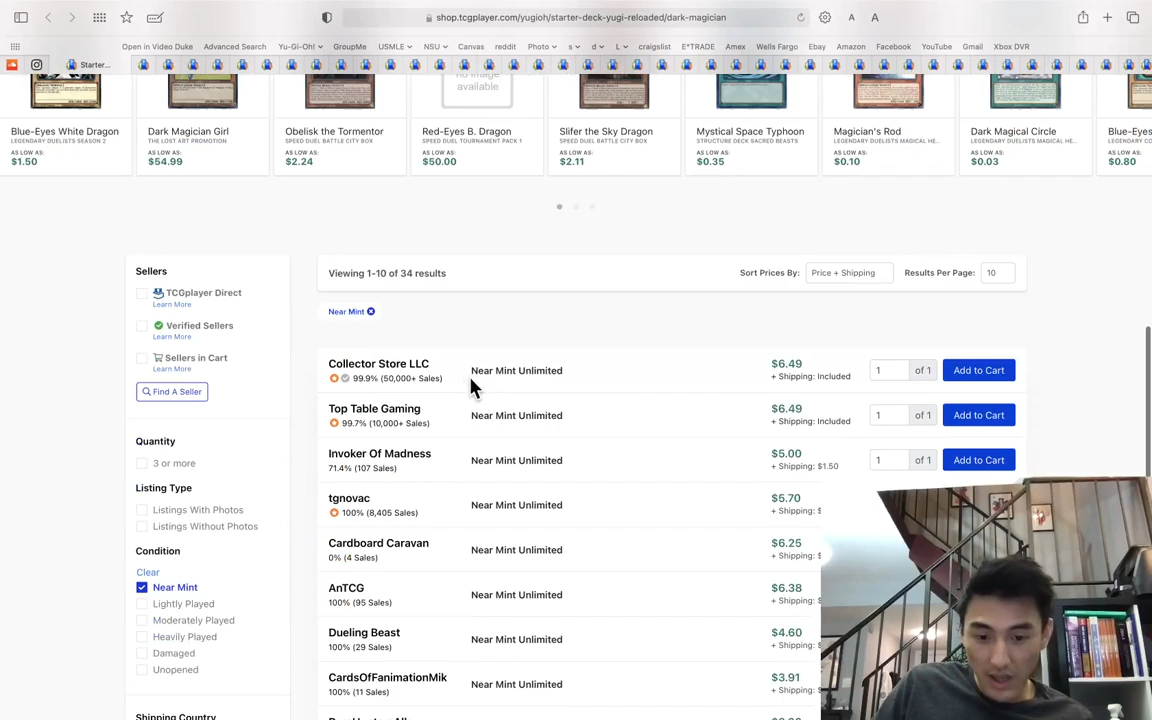 shop.tcgplayer.com/yugioh/starter-deck-yugi-reloaded/dark-magician
A A
Open in Video Duke Advanced Search Yu-Gi-Oh! GroupMe USMLE NSU Canvas reddit Photo s d L craigslist E*TRADE Amex Wells Fargo Ebay Amazon Facebook YouTube Gmail Xbox DVR
Starter...
no image
available
Blue-Eyes White Dragon
LEGENDARY DUELISTS SEASON 2
AS LOW AS:
$1.50
Dark Magician Girl
THE LOST ART PROMOTION
AS LOW AS:
$54.99
Obelisk the Tormentor
SPEED DUEL BATTLE CITY BOX
AS LOW AS:
$2.24
Red-Eyes B. Dragon
SPEED DUEL TOURNAMENT PACK 1
AS LOW AS:
$50.00
Slifer the Sky Dragon
SPEED DUEL BATTLE CITY BOX
AS LOW AS:
$2.11
Mystical Space Typhoon
STRUCTURE DECK SACRED BEASTS
AS LOW AS:
$0.35
Magician's Rod
LEGENDARY DUELISTS MAGICAL HE...
AS LOW AS:
$0.10
Dark Magical Circle
LEGENDARY DUELISTS MAGICAL HE...
AS LOW AS:
$0.03
Blue-Eyes
LEGENDARY CO
AS LOW AS:
$0.80
Sellers
TCGplayer Direct
Learn More
Verified Sellers
Learn More
Sellers in Cart
Learn More
Find A Seller
Quantity
3 or more
Listing Type
Listings With Photos
Listings Without Photos
Condition
Clear
Near Mint
Lightly Played
Moderately Played
Heavily Played
Damaged
Unopened
Shipping Country
Viewing 1-10 of 34 results
Sort Prices By: Price + Shipping Results Per Page: 10
Near Mint
Collector Store LLC
99.9% (50,000+ Sales)
Near Mint Unlimited
$6.49
+ Shipping: Included
1 of 1 Add to Cart
Top Table Gaming
99.7% (10,000+ Sales)
Near Mint Unlimited
$6.49
+ Shipping: Included
1 of 1 Add to Cart
Invoker Of Madness
71.4% (107 Sales)
Near Mint Unlimited
$5.00
+ Shipping: $1.50
1 of 1 Add to Cart
tgnovac
100% (8,405 Sales)
Near Mint Unlimited
$5.70
+ Shipping: $
Cardboard Caravan
0% (4 Sales)
Near Mint Unlimited
$6.25
+ Shipping: $
AnTCG
100% (95 Sales)
Near Mint Unlimited
$6.38
+ Shipping: $
Dueling Beast
100% (29 Sales)
Near Mint Unlimited
$4.60
+ Shipping: $
CardsOfFanimationMik
100% (11 Sales)
Near Mint Unlimited
$3.91
+ Shipping: $